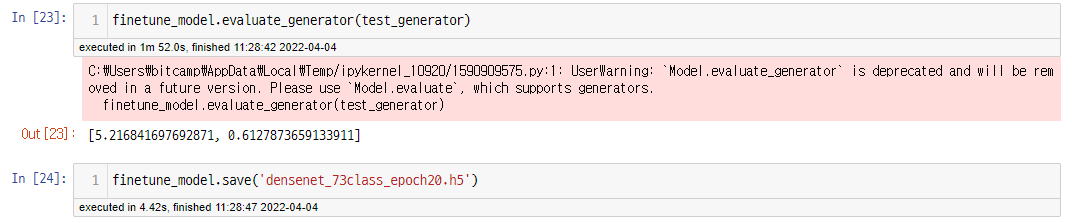 In [23]:
1 finetune_model.evaluate_generator(test_generator)
executed in 1m 52.0s, finished 11:28:42 2022-04-04
C:₩Users₩bitcamp₩AppData₩Local₩Temp/ipykernel_10920/1590909575.py:1: UserWarning: `Model.evaluate_generator` is deprecated and will be rem
oved in a future version. Please use `Model.evaluate`, which supports generators.
  finetune_model.evaluate_generator(test_generator)
Out[23]: [5.216841697692871, 0.6127873659133911]
In [24]:
1 finetune_model.save('densenet_73class_epoch20.h5')
executed in 4.42s, finished 11:28:47 2022-04-04